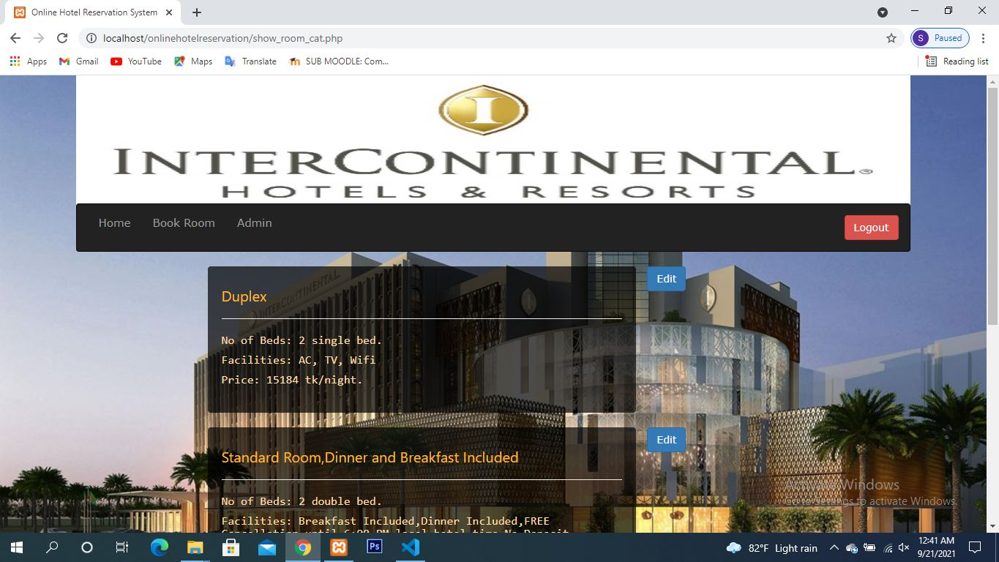 Online Hotel Reservation System
localhost/onlinehotelreservation/show_room_cat.php
S Paused
Apps Gmail YouTube Maps Translate SUB MOODLE: Com... Reading list
I
INTERCONTINENTAL®
HOTELS & RESORTS
Home Book Room Admin Logout
Duplex Edit
INTERCONTINENTAL
No of Beds: 2 single bed.
Facilities: AC, TV, Wifi
Price: 15184 tk/night.
Standard Room,Dinner and Breakfast Included Edit
No of Beds: 2 double bed.
Facilities: Breakfast Included,Dinner Included,FREE
Activate Windows
Go to Settings to activate Windows.
Ps 82°F Light rain 12:41 AM
9/21/2021